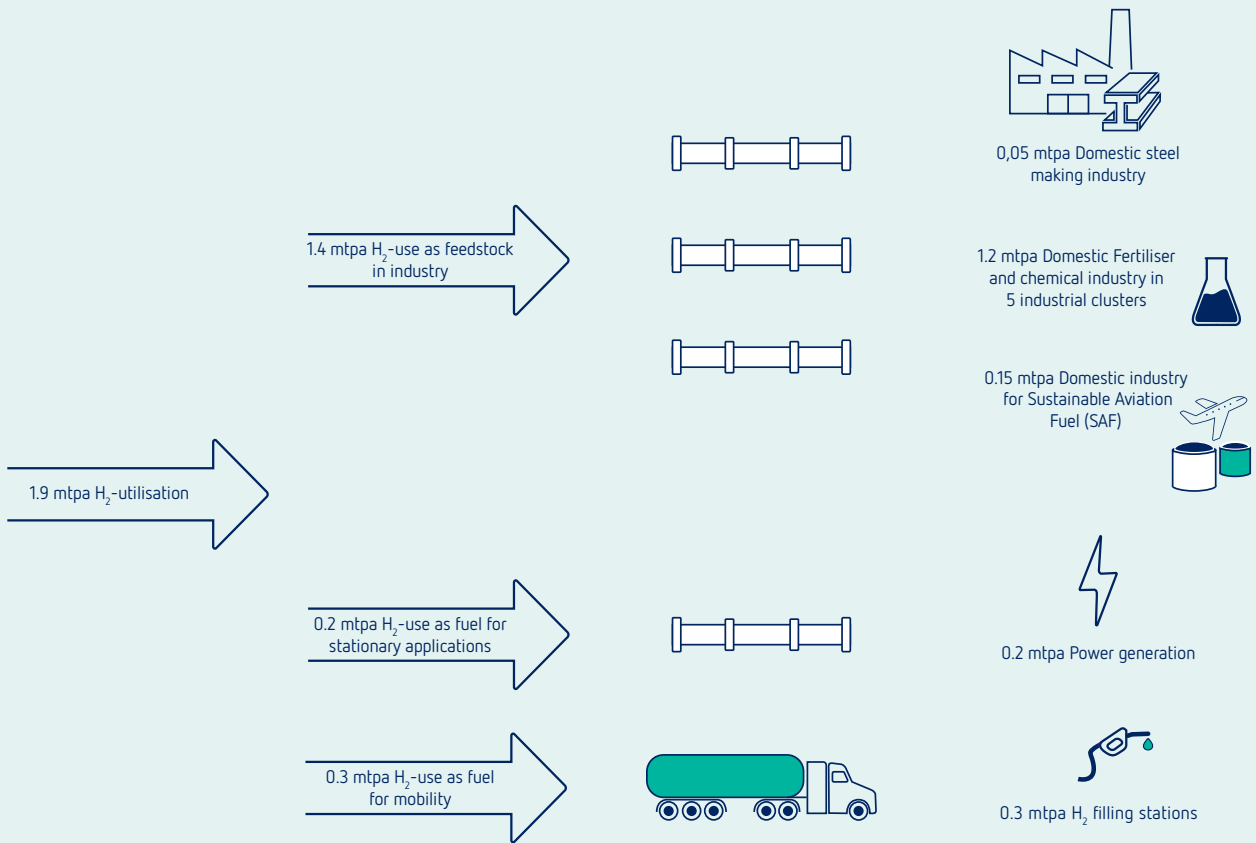 0,05 mtpa Domestic steel
making industry
1.4 mtpa H₂-use as feedstock
in industry
1.2 mtpa Domestic Fertiliser
and chemical industry in
5 industrial clusters
0.15 mtpa Domestic industry
for Sustainable Aviation
Fuel (SAF)
1.9 mtpa H₂-utilisation
0.2 mtpa H₂-use as fuel for
stationary applications
0.2 mtpa Power generation
0.3 mtpa H₂-use as fuel
for mobility
0.3 mtpa H₂ filling stations